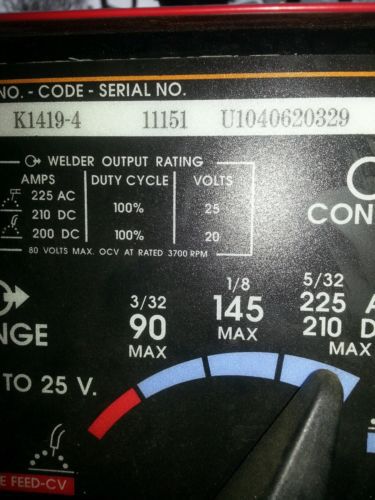 NO. - CODE - SERIAL NO.
K1419-4 11151 U1040620329
WELDER OUTPUT RATING
AMPS DUTY CYCLE VOLTS
225 AC
210 DC 100% 25
200 DC 100% 20
80 VOLTS MAX. OCV AT RATED 3700 RPM
CON
NGE
3/32 1/8 5/32
90 145 225 A
MAX MAX 210 D
MAX
TO 25 V.
E FEED-CV